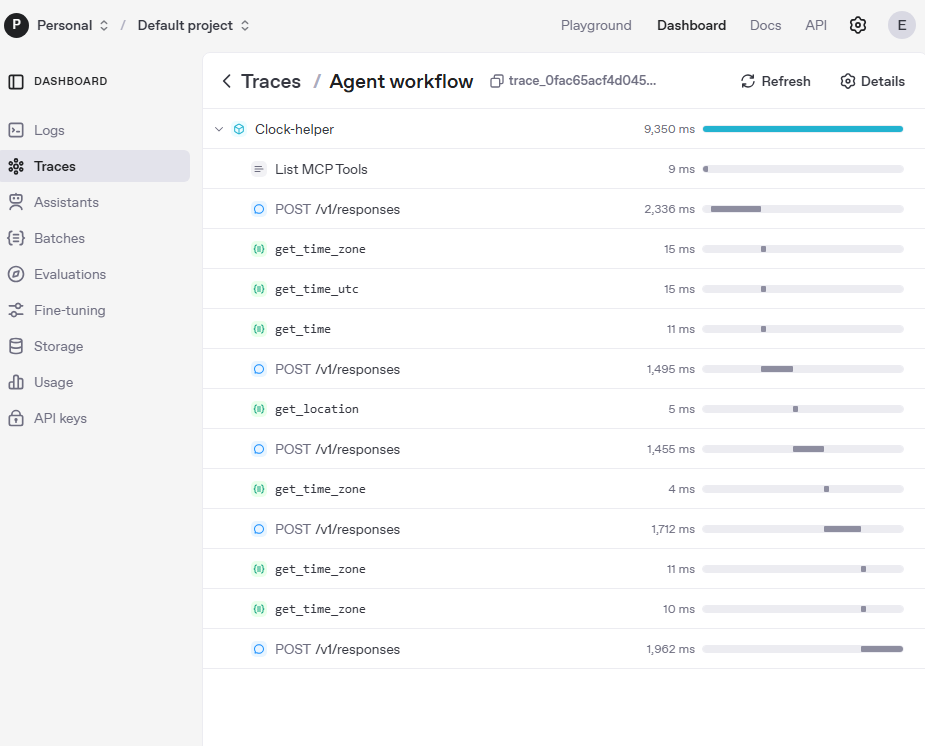 P Personal / Default project Playground Dashboard Docs API E
DASHBOARD
Logs
Traces
Assistants
Batches
Evaluations
Fine-tuning
Storage
Usage
API keys
Traces / Agent workflow trace_0fac65acf4d045... Refresh Details
Clock-helper 9,350 ms
List MCP Tools 9 ms
POST /v1/responses 2,336 ms
get_time_zone 15 ms
get_time_utc 15 ms
get_time 11 ms
POST /v1/responses 1,495 ms
get_location 5 ms
POST /v1/responses 1,455 ms
get_time_zone 4 ms
POST /v1/responses 1,712 ms
get_time_zone 11 ms
get_time_zone 10 ms
POST /v1/responses 1,962 ms